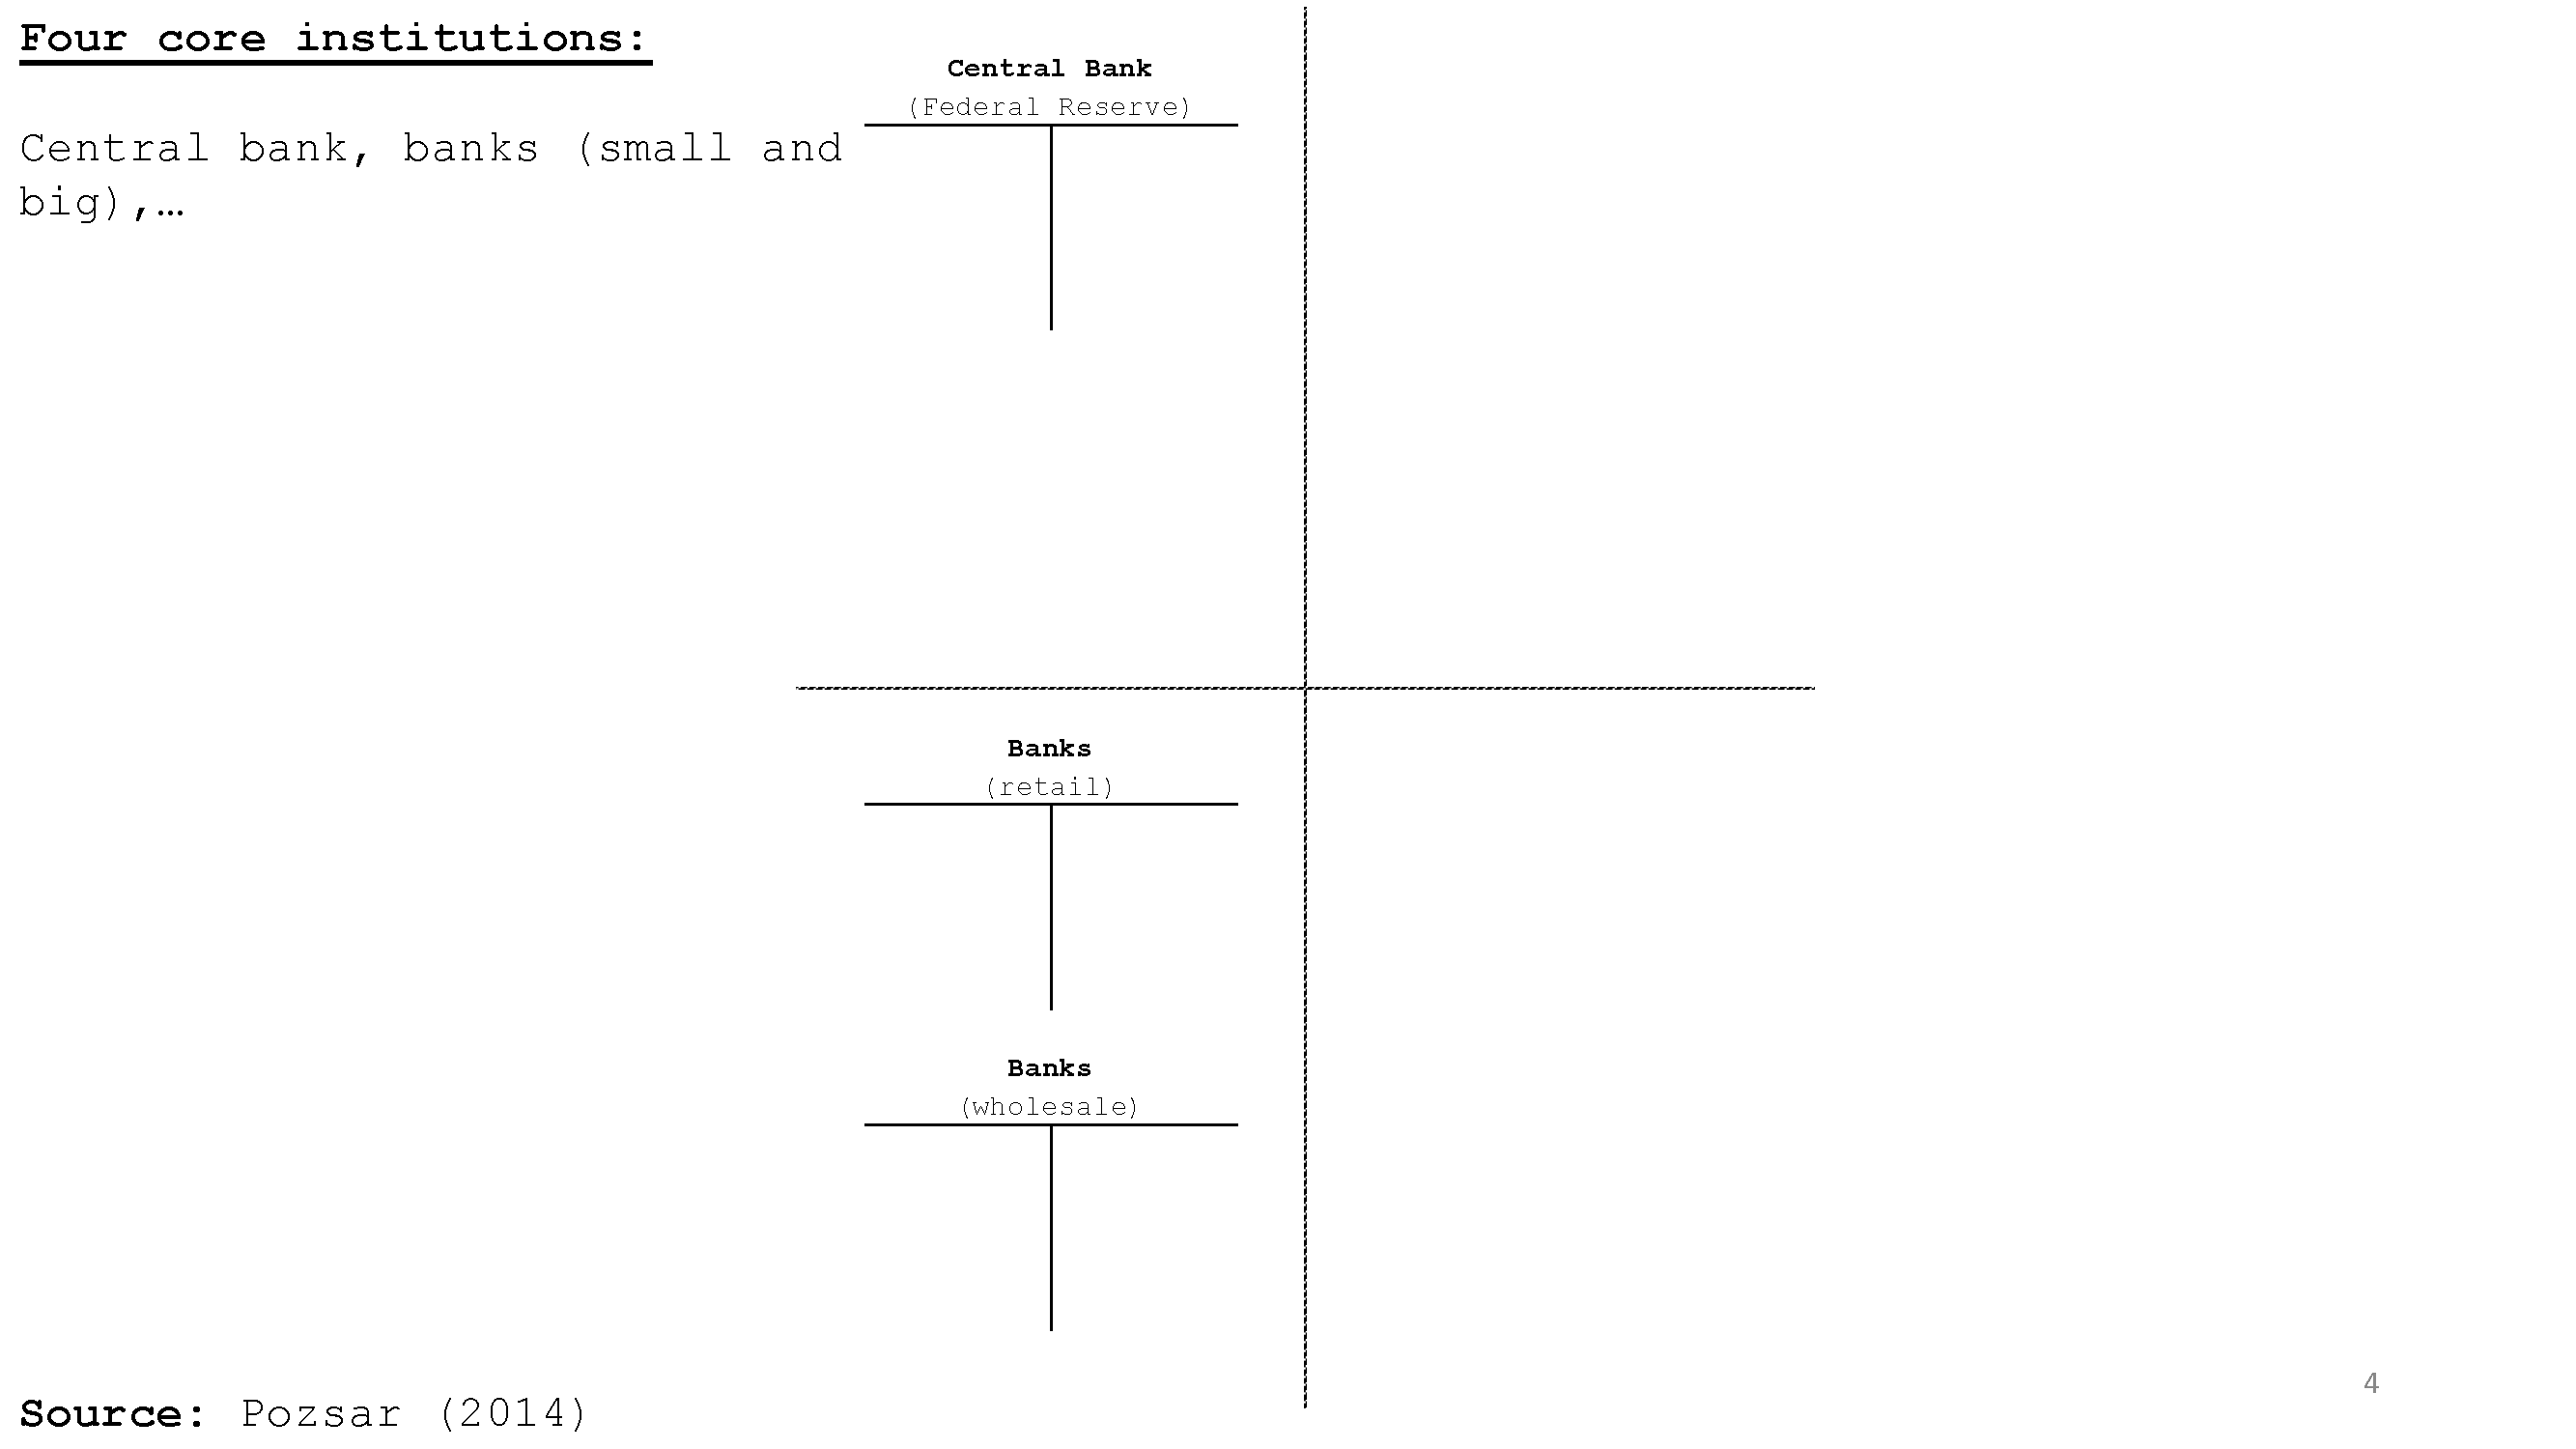 Four core institutions:
Central bank, banks (small and
big),…
Central Bank
(Federal Reserve)
Banks
(retail)
Banks
(wholesale)
Source: Pozsar (2014)
4